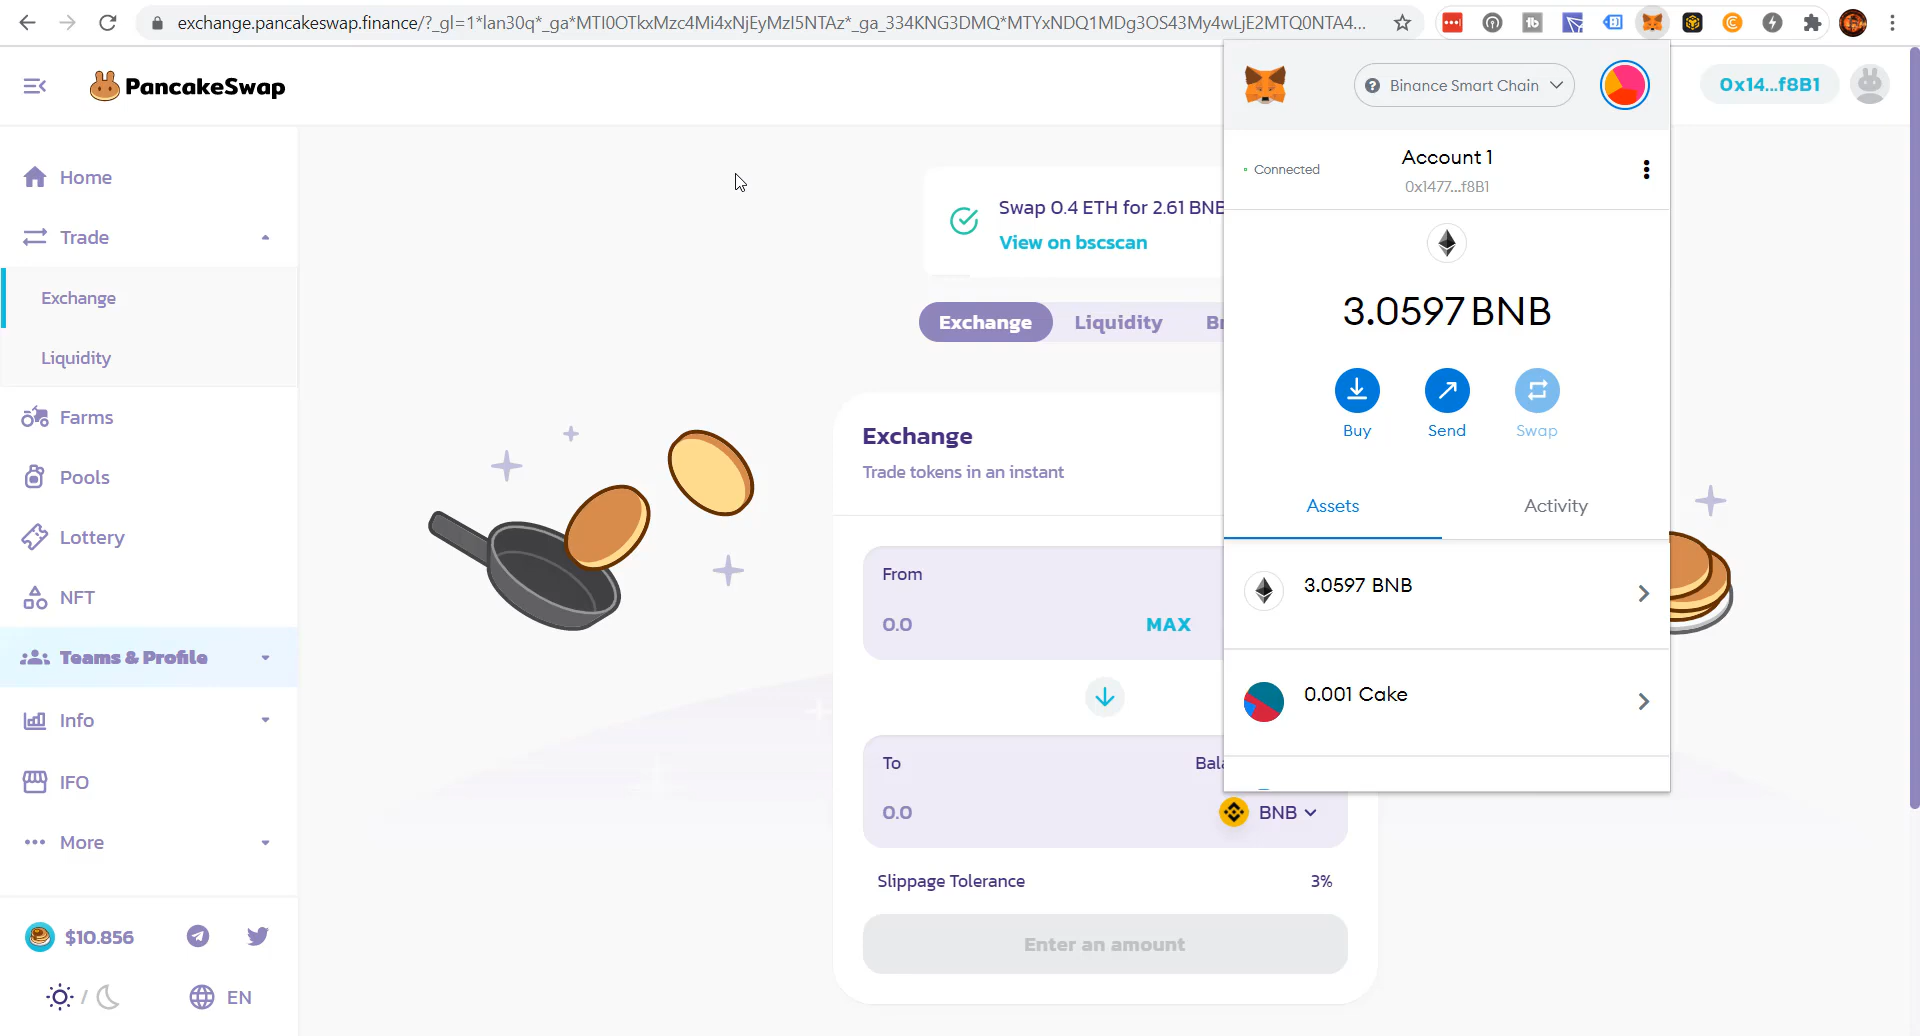 exchange.pancakeswap.finance/?_gl=1*lan30q*_ga*MTI0OTkxMzc4Mi4xNjEyMzI5NTAz*_ga_334KNG3DMQ*MTYxNDQ1MDg3OS43My4wLjE2MTQ0NTA4...
PancakeSwap
Binance Smart Chain
0x14...f8B1
Connected
Account 1
0x1477...f8B1
Home
Trade
Exchange
Liquidity
Farms
Pools
Lottery
NFT
Teams & Profile
Info
IFO
More
$10.856
/
EN
Swap 0.4 ETH for 2.61 BNB
View on bscscan
Exchange
Liquidity
Exchange
Trade tokens in an instant
From
0.0
MAX
To
0.0
BNB
Slippage Tolerance
3%
Enter an amount
3.0597 BNB
Buy
Send
Swap
Assets
Activity
3.0597 BNB
0.001 Cake